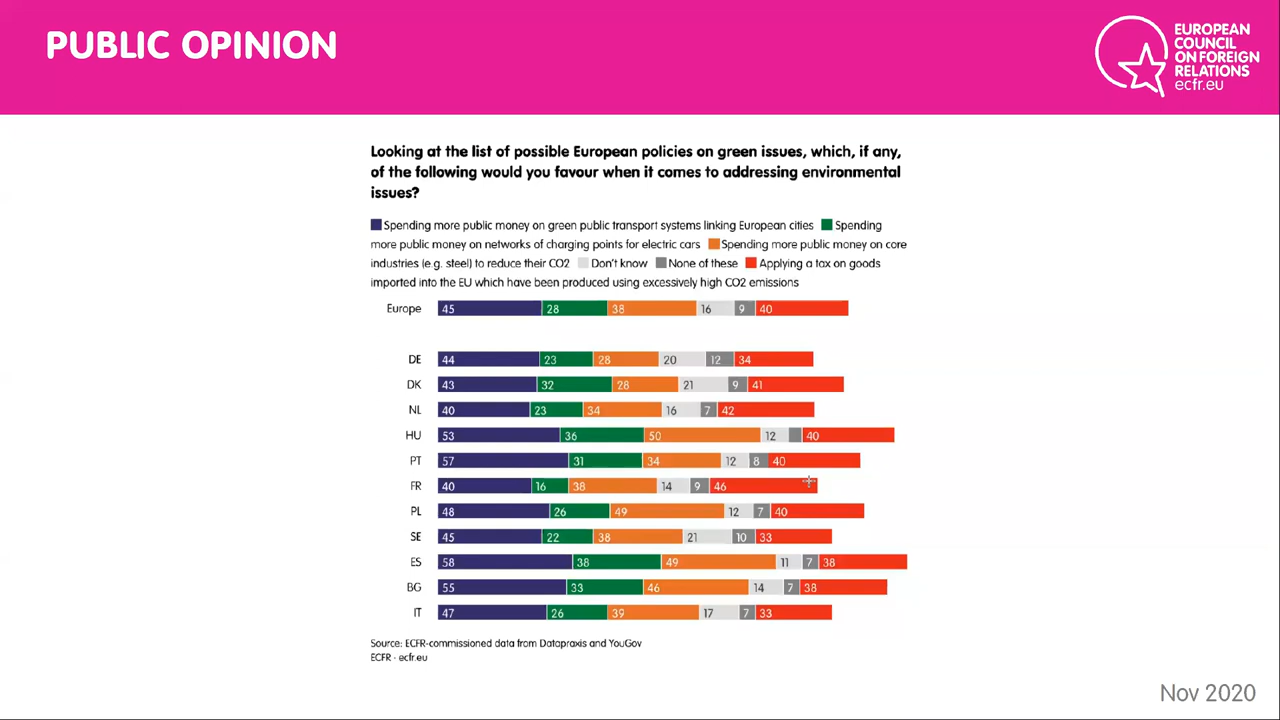 PUBLIC OPINION
EUROPEAN
COUNCIL
ON FOREIGN
RELATIONS
ecfr.eu
Looking at the list of possible European policies on green issues, which, if any,
of the following would you favour when it comes to addressing environmental
issues?
Spending more public money on green public transport systems linking European cities Spending
more public money on networks of charging points for electric cars Spending more public money on core
industries (e.g. steel) to reduce their CO2 Don't know None of these Applying a tax on goods
imported into the EU which have been produced using excessively high CO2 emissions
Europe 45 28 38 16 9 40
DE 44 23 28 20 12 34
DK 43 32 28 21 9 41
NL 40 23 34 16 7 42
HU 53 36 50 12 40
PT 57 31 34 12 8 40
FR 40 16 38 14 9 46
PL 48 26 49 12 7 40
SE 45 22 38 21 10 33
ES 58 38 49 11 7 38
BG 55 33 46 14 7 38
IT 47 26 39 17 7 33
Source: ECFR-commissioned data from Datapraxis and YouGov
ECFR · ecfr.eu
Nov 2020